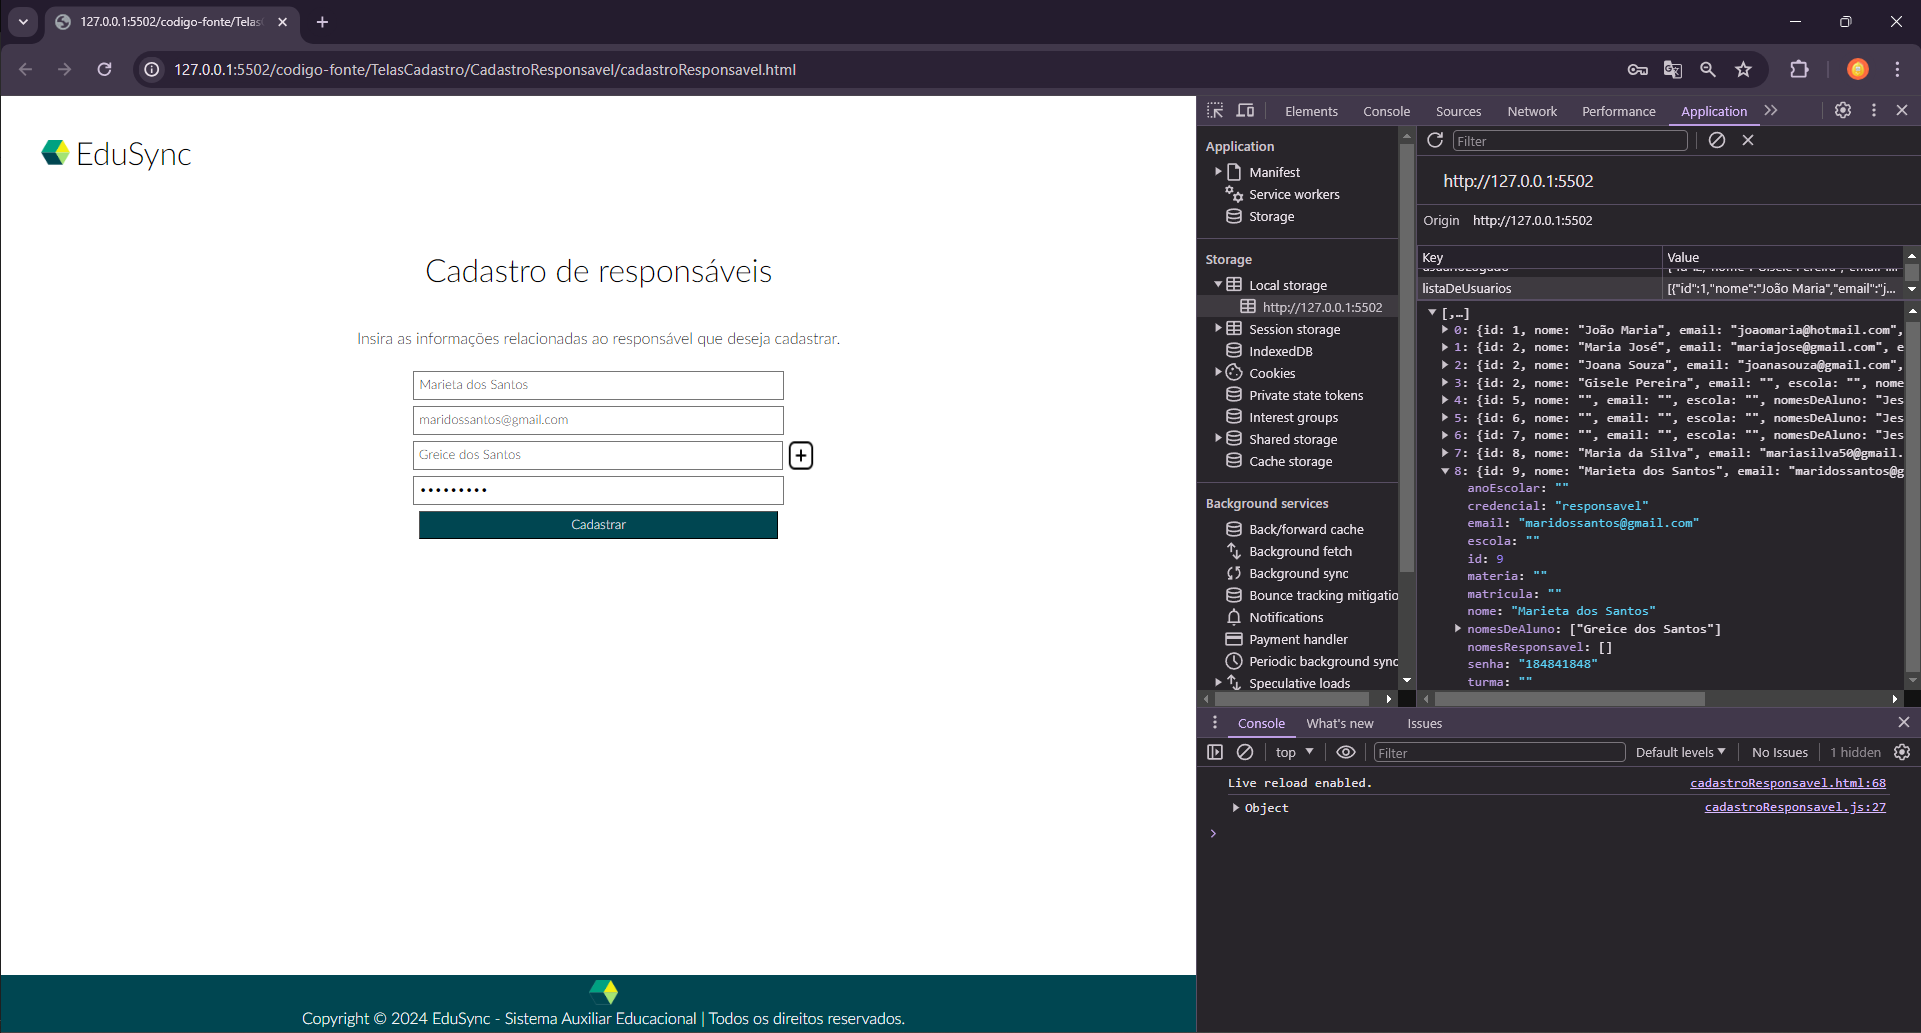 127.0.0.1:5502/codigo-fonte/Telas
127.0.0.1:5502/codigo-fonte/TelasCadastro/CadastroResponsavel/cadastroResponsavel.html
EduSync
Cadastro de responsáveis
Insira as informações relacionadas ao responsável que deseja cadastrar.
Marieta dos Santos
maridossantos@gmail.com
Greice dos Santos
+
•••••••••
Cadastrar
Copyright © 2024 EduSync - Sistema Auxiliar Educacional | Todos os direitos reservados.
Elements Console Sources Network Performance Application
Application
Manifest
Service workers
Storage
Storage
Local storage
http://127.0.0.1:5502
Session storage
IndexedDB
Cookies
Private state tokens
Interest groups
Shared storage
Cache storage
Background services
Back/forward cache
Background fetch
Background sync
Bounce tracking mitigatio
Notifications
Payment handler
Periodic background sync
Speculative loads
Filter
http://127.0.0.1:5502
Origin http://127.0.0.1:5502
Key Value
listaDeUsuarios [{"id":1,"nome":"João Maria","email":"j...
[,…]
0: {id: 1, nome: "João Maria", email: "joaomaria@hotmail.com",
1: {id: 2, nome: "Maria José", email: "mariajose@gmail.com", e
2: {id: 2, nome: "Joana Souza", email: "joanasouza@gmail.com",
3: {id: 2, nome: "Gisele Pereira", email: "", escola: "", nome
4: {id: 5, nome: "", email: "", escola: "", nomesDeAluno: "Jes
5: {id: 6, nome: "", email: "", escola: "", nomesDeAluno: "Jes
6: {id: 7, nome: "", email: "", escola: "", nomesDeAluno: "Jes
7: {id: 8, nome: "Maria da Silva", email: "mariasilva50@gmail.
8: {id: 9, nome: "Marieta dos Santos", email: "maridossantos@g
anoEscolar: ""
credencial: "responsavel"
email: "maridossantos@gmail.com"
escola: ""
id: 9
materia: ""
matricula: ""
nome: "Marieta dos Santos"
nomesDeAluno: ["Greice dos Santos"]
nomesResponsavel: []
senha: "184841848"
turma: ""
Console What's new Issues
top Filter Default levels No Issues 1 hidden
Live reload enabled. cadastroResponsavel.html:68
Object cadastroResponsavel.js:27